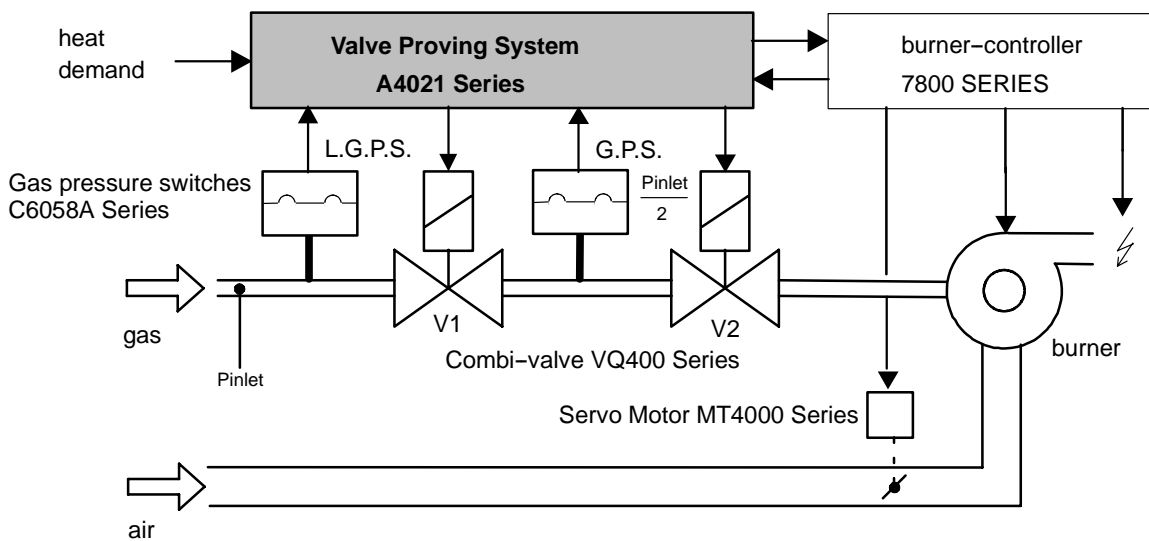 heat
demand
Valve Proving System
A4021 Series
burner-controller
7800 SERIES
L.G.P.S.
G.P.S.
Gas pressure switches
C6058A Series
Pinlet
2
gas
V1
V2
Pinlet
Combi-valve VQ400 Series
burner
Servo Motor MT4000 Series
air